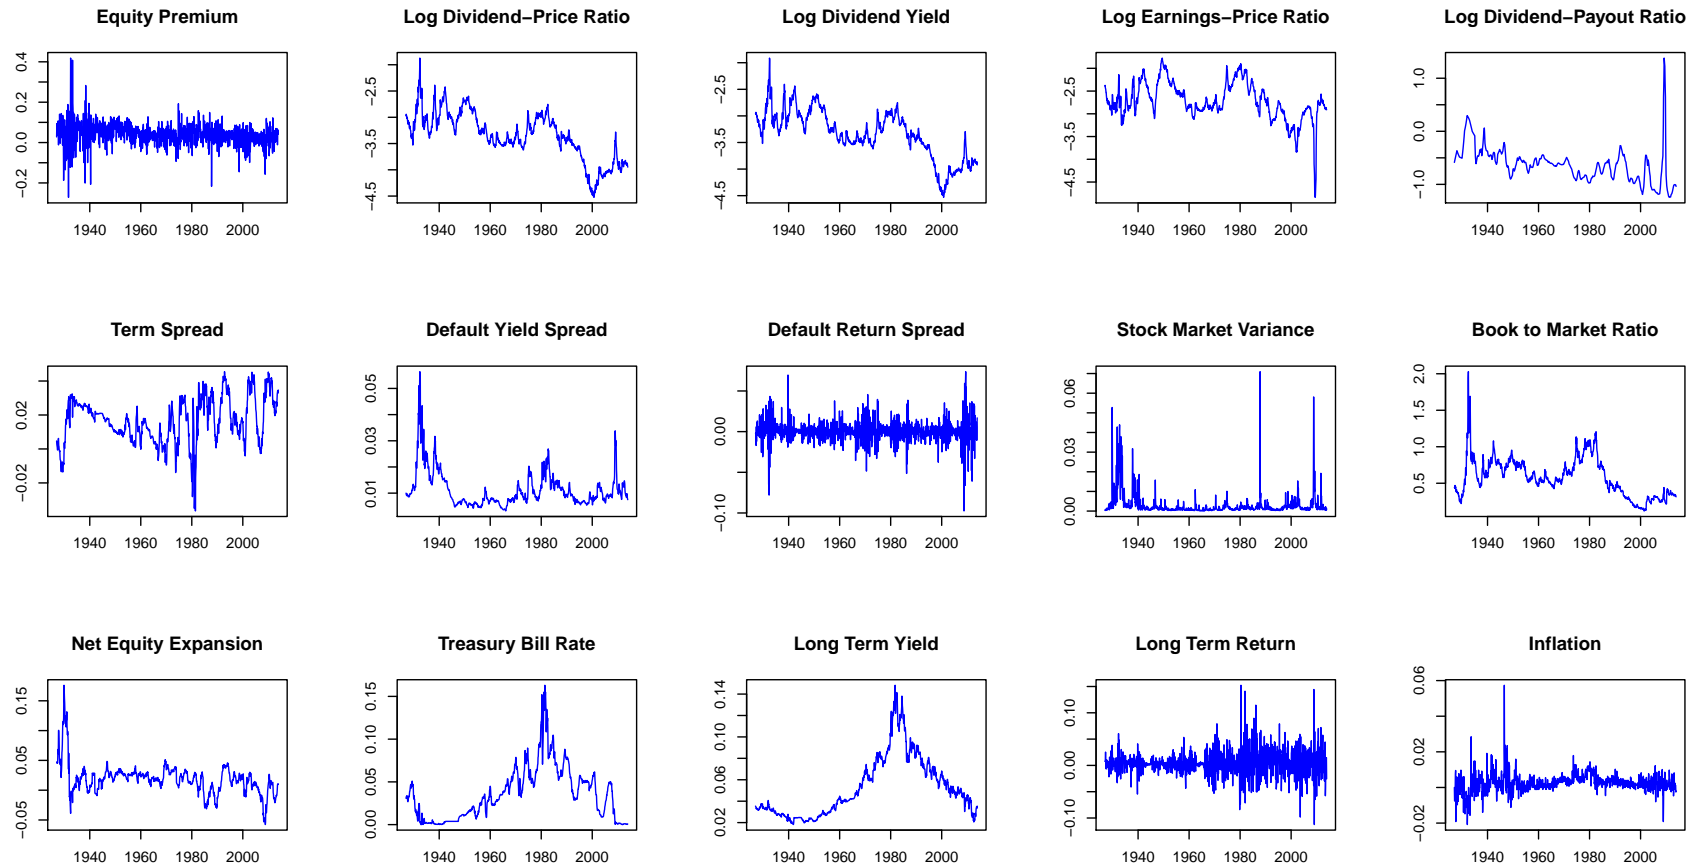 Equity Premium
0.4
0.2
0.0
−0.2
1940 1960 1980 2000
Log Dividend−Price Ratio
−2.5
−3.5
−4.5
1940 1960 1980 2000
Log Dividend Yield
−2.5
−3.5
−4.5
1940 1960 1980 2000
Log Earnings−Price Ratio
−2.5
−3.5
−4.5
1940 1960 1980 2000
Log Dividend−Payout Ratio
1.0
0.0
−1.0
1940 1960 1980 2000
Term Spread
0.02
−0.02
1940 1960 1980 2000
Default Yield Spread
0.05
0.03
0.01
1940 1960 1980 2000
Default Return Spread
0.00
−0.10
1940 1960 1980 2000
Stock Market Variance
0.06
0.03
0.00
1940 1960 1980 2000
Book to Market Ratio
2.0
1.5
1.0
0.5
1940 1960 1980 2000
Net Equity Expansion
0.15
0.05
−0.05
1940 1960 1980 2000
Treasury Bill Rate
0.15
0.10
0.05
0.00
1940 1960 1980 2000
Long Term Yield
0.14
0.10
0.06
0.02
1940 1960 1980 2000
Long Term Return
0.10
0.00
−0.10
1940 1960 1980 2000
Inflation
0.06
0.02
−0.02
1940 1960 1980 2000